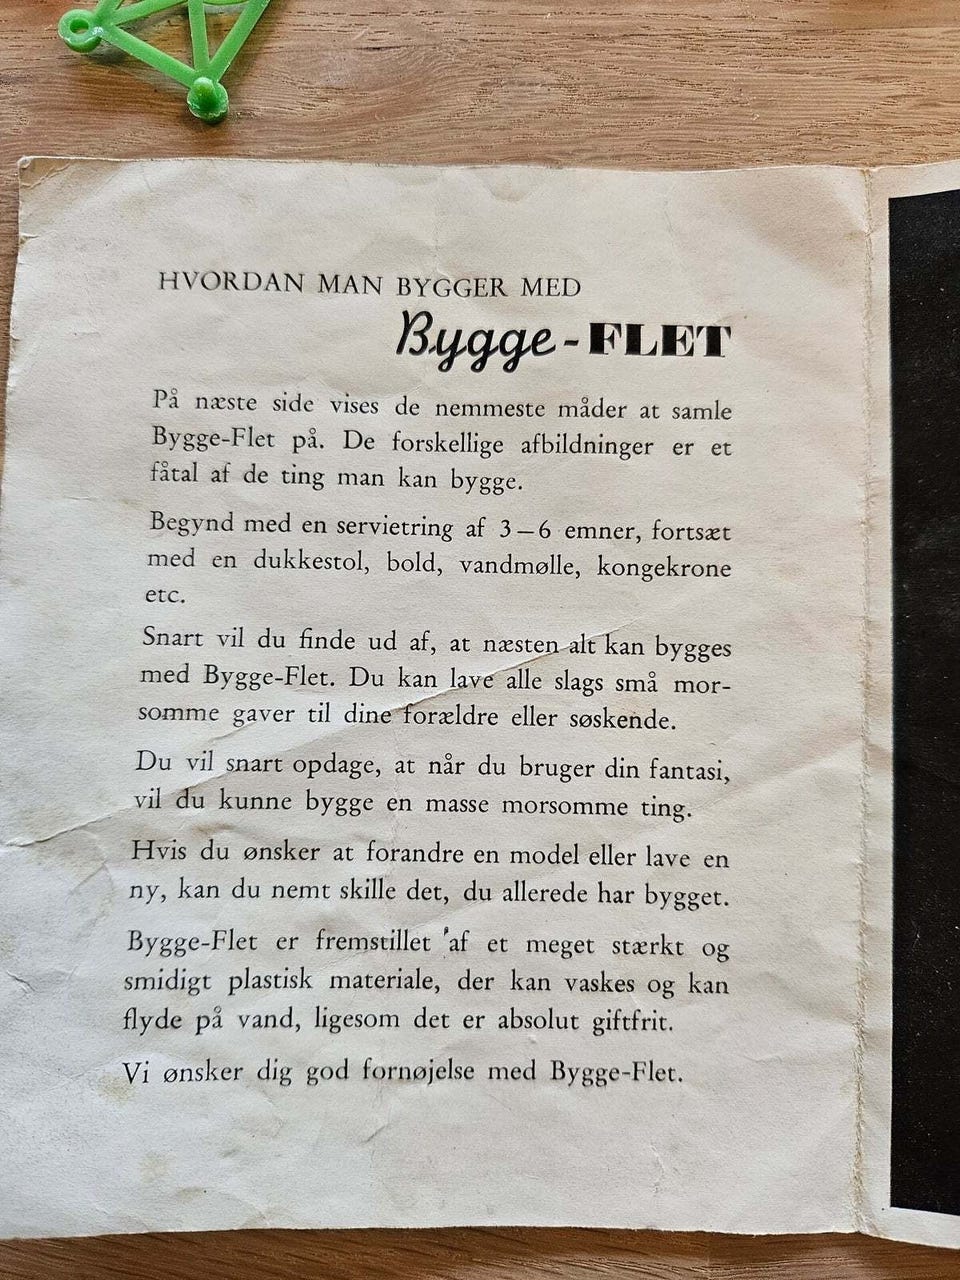 HVORDAN MAN BYGGER MED
Bygge-FLET
På næste side vises de nemmeste måder at samle
Bygge-Flet på. De forskellige afbildninger er et
fåtal af de ting man kan bygge.
Begynd med en servietring af 3–6 emner, fortsæt
med en dukkestol, bold, vandmølle, kongekrone
etc.
Snart vil du finde ud af, at næsten alt kan bygges
med Bygge-Flet. Du kan lave alle slags små mor-
somme gaver til dine forældre eller søskende.
Du vil snart opdage, at når du bruger din fantasi,
vil du kunne bygge en masse morsomme ting.
Hvis du ønsker at forandre en model eller lave en
ny, kan du nemt skille det, du allerede har bygget.
Bygge-Flet er fremstillet af et meget stærkt og
smidigt plastisk materiale, der kan vaskes og kan
flyde på vand, ligesom det er absolut giftfrit.
Vi ønsker dig god fornøjelse med Bygge-Flet.